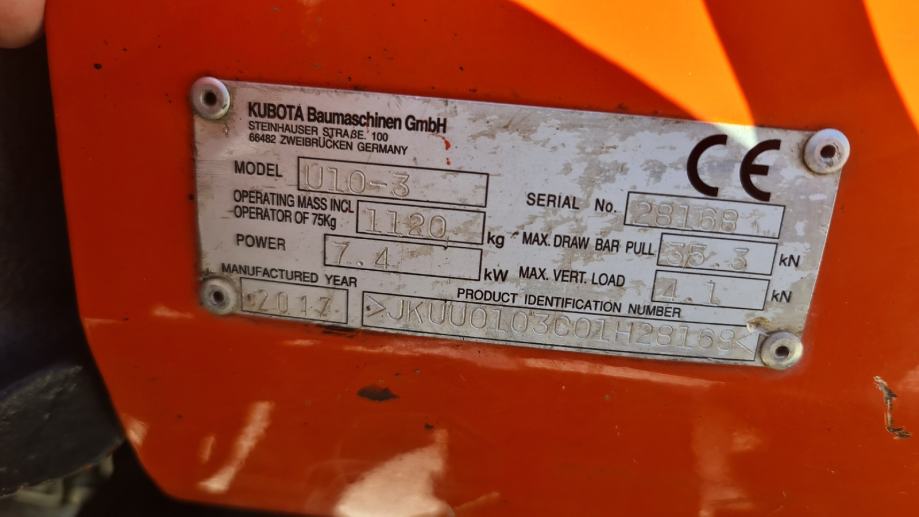 KUBOTA Baumaschinen GmbH
STEINHAUSER STRAßE. 100
66482 ZWEIBRÜCKEN GERMANY
CE
MODEL U10-3
SERIAL No. 28168
OPERATING MASS INCL
OPERATOR OF 75Kg 1120 kg
MAX. DRAW BAR PULL 35.3 kN
POWER 7.4 kW
MAX. VERT. LOAD 4.1 kN
MANUFACTURED YEAR
2017
PRODUCT IDENTIFICATION NUMBER
>JKUU0103C01H28168<